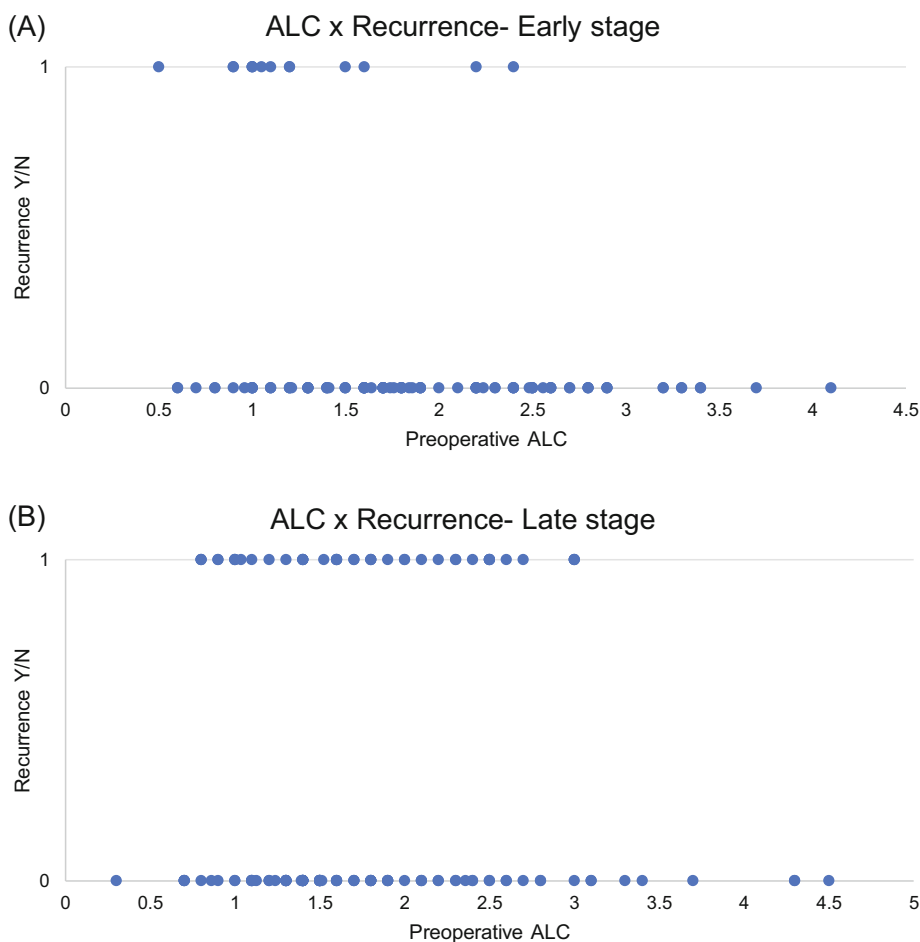 (A)
ALC x Recurrence- Early stage
1
Recurrence Y/N
0
0 0.5 1 1.5 2 2.5 3 3.5 4 4.5
Preoperative ALC
(B)
ALC x Recurrence- Late stage
1
Recurrence Y/N
0
0 0.5 1 1.5 2 2.5 3 3.5 4 4.5 5
Preoperative ALC